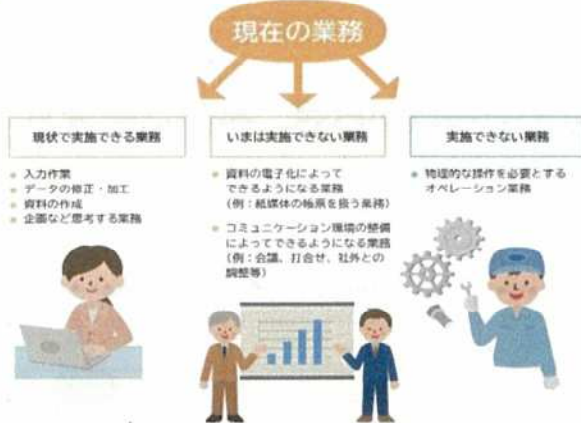 現在の業務
現状で実施できる業務
• 入力作業
• データの修正・加工
• 資料の作成
• 企画など思考する業務
いまは実施できない業務
• 資料の電子化によって
できるようになる業務
(例:紙媒体の帳票を扱う業務)
• コミュニケーション環境の整備
によってできるようになる業務
(例:会議、打合せ、社外との
調整等)
実施できない業務
• 物理的な操作を必要とする
オペレーション業務